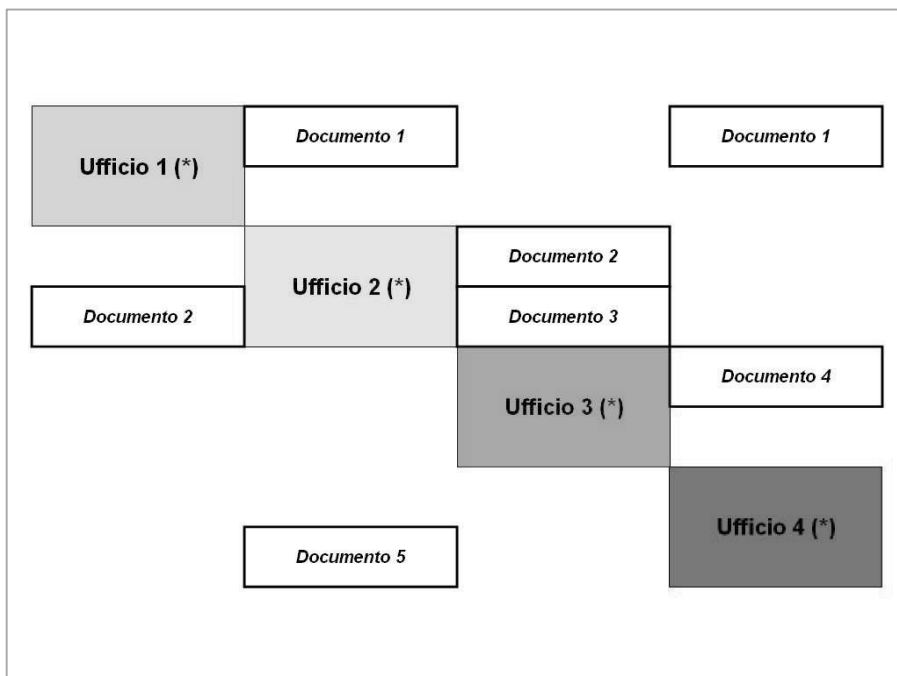 Documento 1
Documento 1
Ufficio 1 (*)
Documento 2
Ufficio 2 (*)
Documento 2
Documento 3
Documento 4
Ufficio 3 (*)
Ufficio 4 (*)
Documento 5